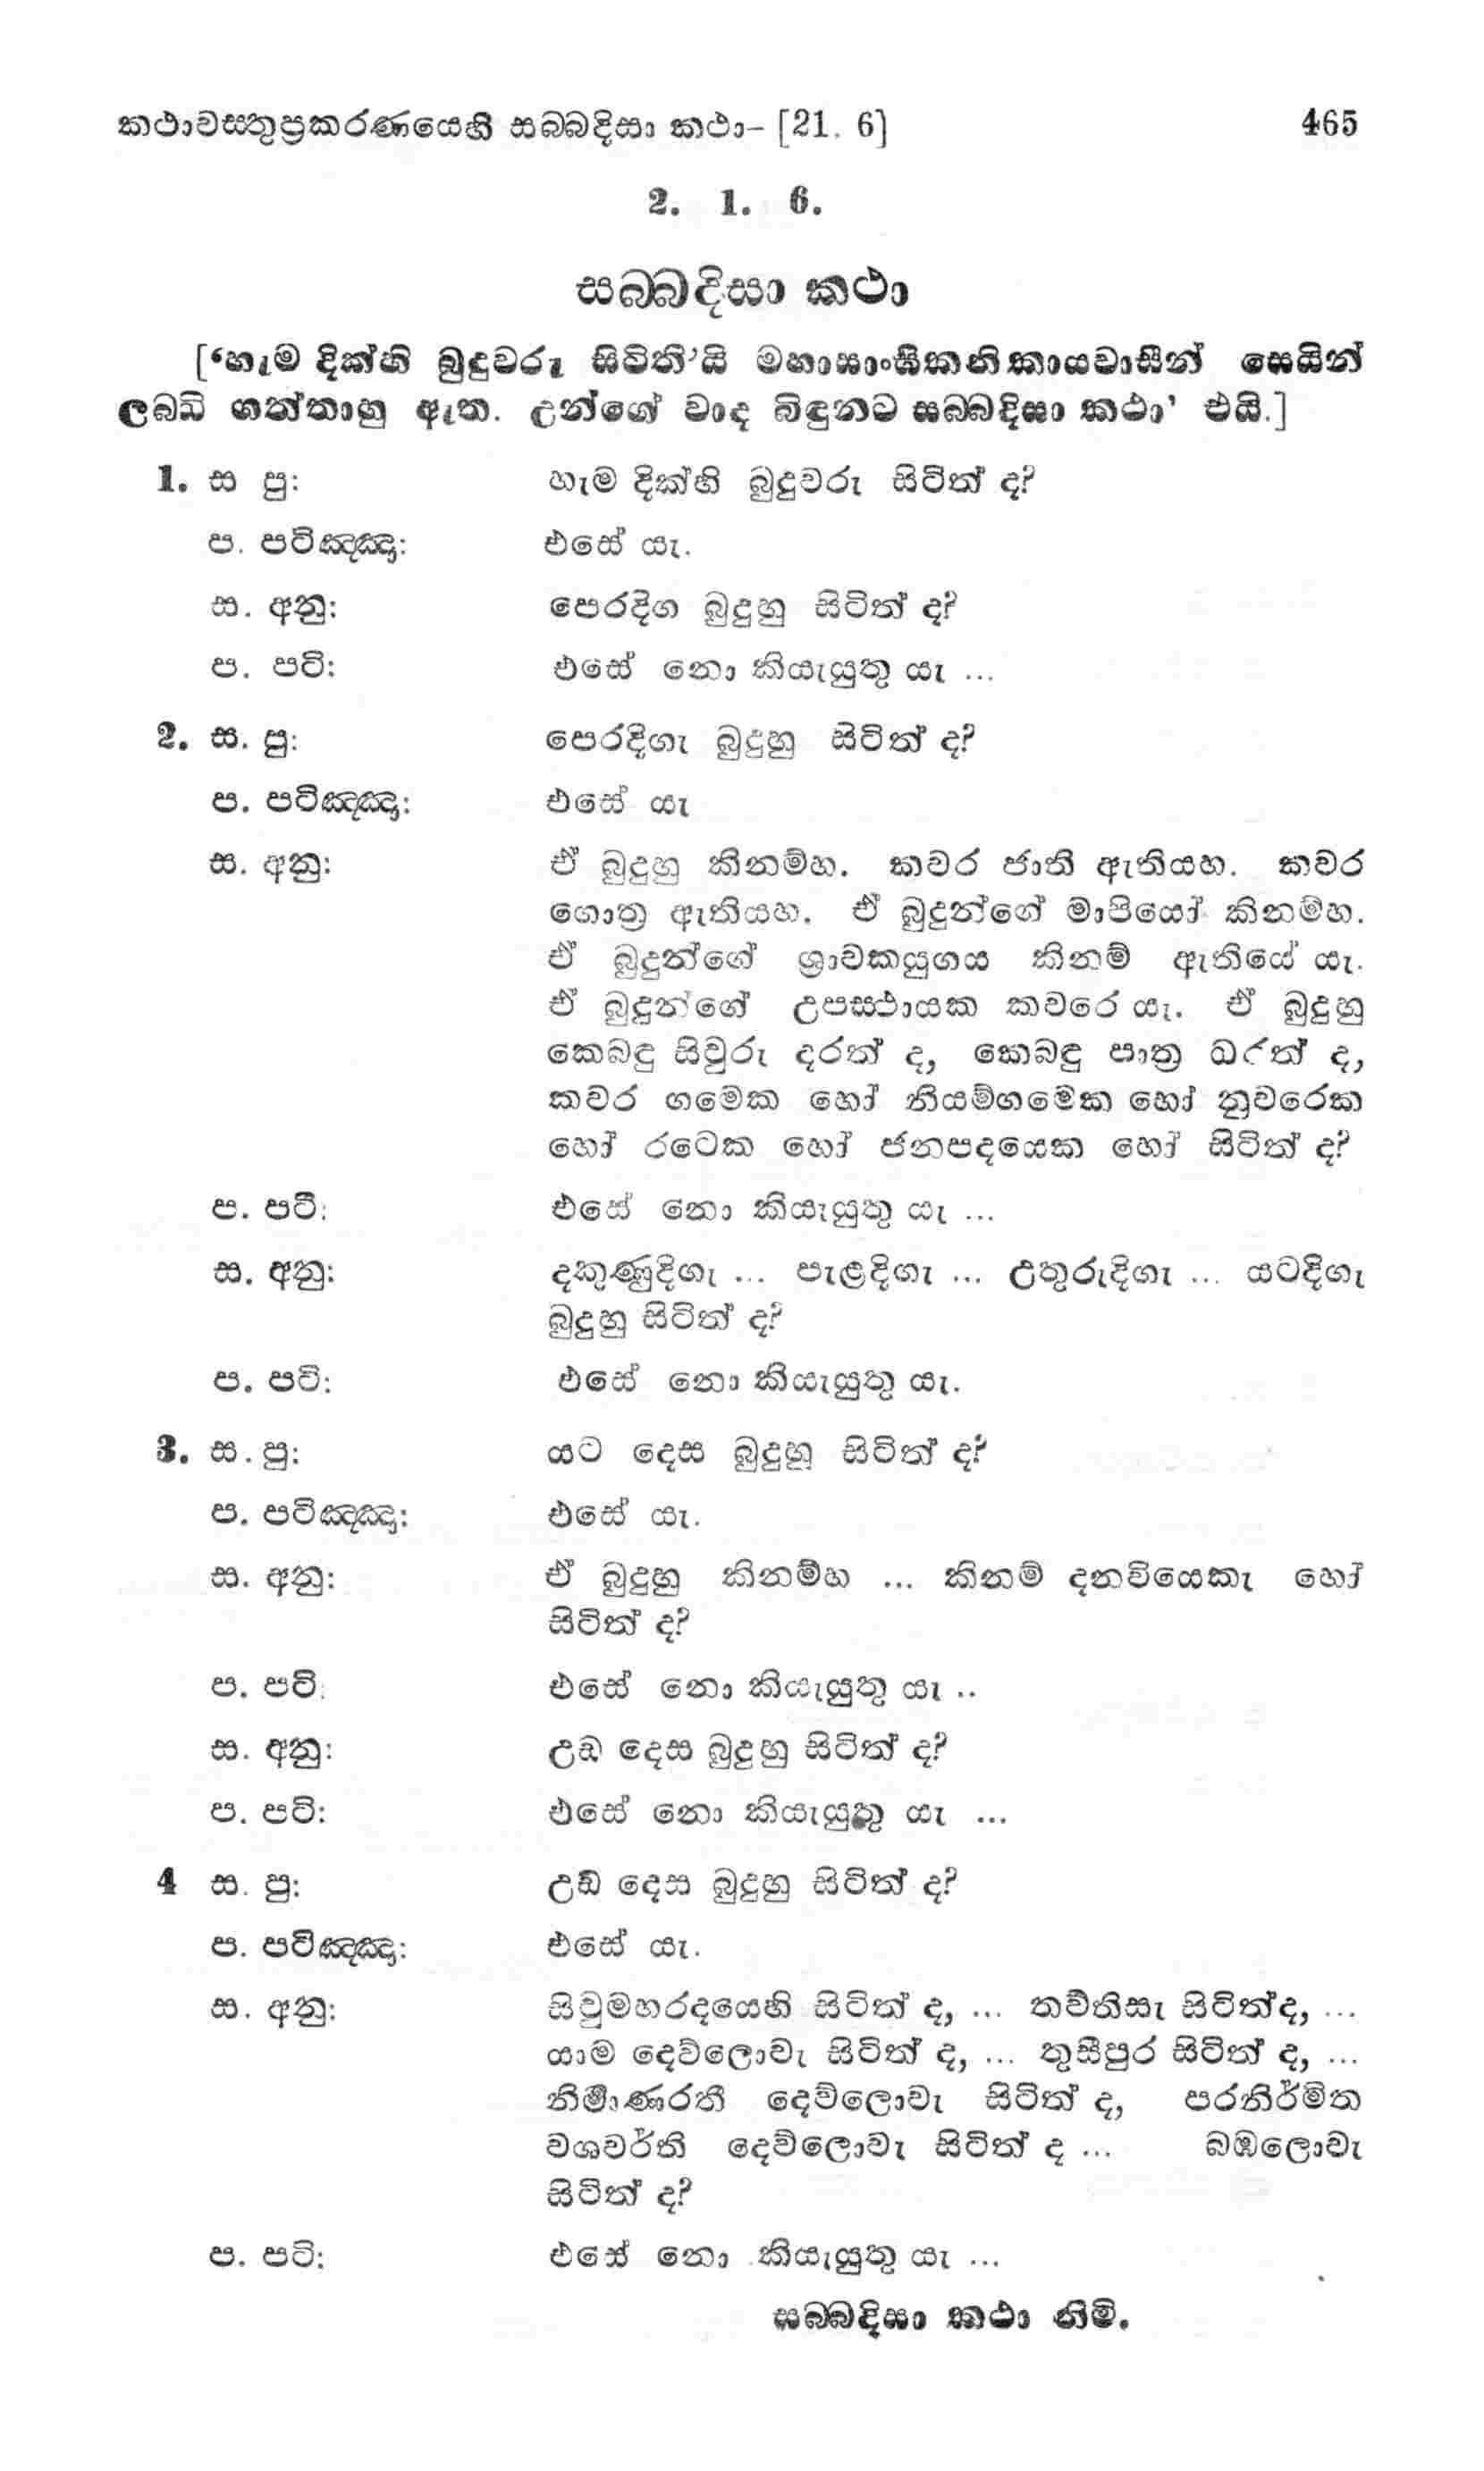 කථාවස්තුප්‍රකරණයෙහි සබ්බදිසා කථා– [21. 6] 465
2. 1. 6.
සබ්බදිසා කථා
[‘හැම දික්හි බුදුවරු සිටිති’යි මහාසාංඝිකනිකායවාසීන් සෙයින්
ලබ්ධි ගත්තාහු ඇත. උන්ගේ වාද බිඳුනට සබ්බදිසා කථා’ එයි.]
1. ස පු: හැම දික්හි බුදුවරු සිටිත් ද?
ප. පටිඤ්ඤා: එසේ යැ.
ස. අනු: පෙරදිග බුදුහු සිටිත් ද?
ප. පටි: එසේ නො කියැයුතු යැ ...
2. ස. පු: පෙරදිගැ බුදුහු සිටිත් ද?
ප. පටිඤ්ඤා: එසේ යැ
ස. අනු: ඒ බුදුහු කිනම්හ. කවර ජාති ඇතියහ. කවර
ගොත්‍ර ඇතියහ. ඒ බුදුන්ගේ මාපියෝ කිනම්හ.
ඒ බුදුන්ගේ ශ්‍රාවකයුගය කිනම් ඇතියේ යැ.
ඒ බුදුන්ගේ උපස්ථායක කවරෙ යැ. ඒ බුදුහු
කෙබඳු සිවුරු දරත් ද, කෙබඳු පාත්‍ර ධරත් ද,
කවර ගමෙක හෝ නියම්ගමෙක හෝ නුවරෙක
හෝ රටෙක හෝ ජනපදයෙක හෝ සිටිත් ද?
ප. පටි: එසේ නො කියැයුතු යැ ...
ස. අනු: දකුණුදිගැ ... පැළදිගැ ... උතුරුදිගැ ... යටදිගැ
බුදුහු සිටිත් ද?
ප. පටි: එසේ නො කියැයුතු යැ.
3. ස. පු: යට දෙස බුදුහු සිටිත් ද?
ප. පටිඤ්ඤා: එසේ යැ.
ස. අනු: ඒ බුදුහු කිනම්හ ... කිනම් දනවියෙකැ හෝ
සිටිත් ද?
ප. පටි: එසේ නො කියැයුතු යැ ..
ස. අනු: උඩ දෙස බුදුහු සිටිත් ද?
ප. පටි: එසේ නො කියැයුතු යැ ...
4 ස. පු: උඩ දෙස බුදුහු සිටිත් ද?
ප. පටිඤ්ඤා: එසේ යැ.
ස. අනු: සිවුමහරදයෙහි සිටිත් ද, ... තව්තිසැ සිටිත්ද, ...
යාම දෙව්ලොවැ සිටිත් ද, ... තුසීපුර සිටිත් ද, ...
නිර්මාණරතී දෙව්ලොවැ සිටිත් ද, පරනිර්මිත
වශවර්ති දෙව්ලොවැ සිටිත් ද ... බඹලොවැ
සිටිත් ද?
ප. පටි: එසේ නො කියැයුතු යැ ...
සබ්බදිසා කථා නිමි.